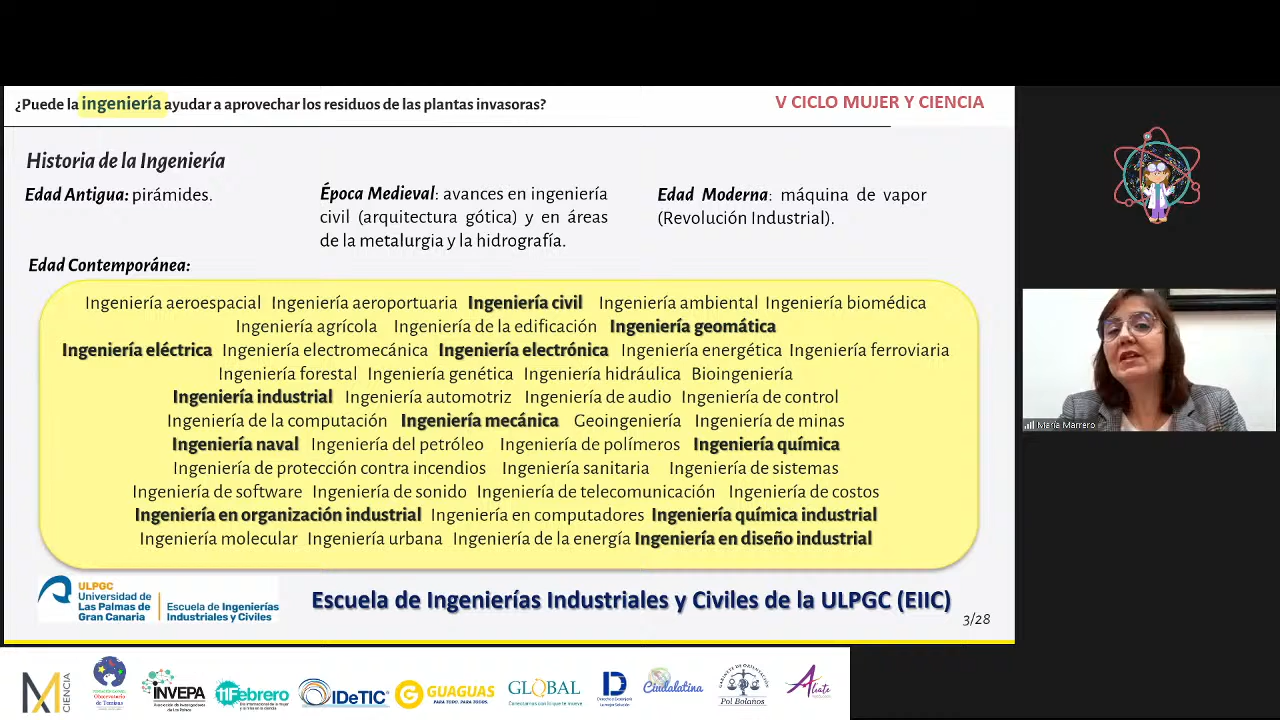 ¿Puede la ingeniería ayudar a aprovechar los residuos de las plantas invasoras?
V CICLO MUJER Y CIENCIA
Historia de la Ingeniería
Edad Antigua: pirámides.
Época Medieval: avances en ingeniería
civil (arquitectura gótica) y en áreas
de la metalurgia y la hidrografía.
Edad Moderna: máquina de vapor
(Revolución Industrial).
Edad Contemporánea:
Ingeniería aeroespacial Ingeniería aeroportuaria Ingeniería civil Ingeniería ambiental Ingeniería biomédica
Ingeniería agrícola Ingeniería de la edificación Ingeniería geomática
Ingeniería eléctrica Ingeniería electromecánica Ingeniería electrónica Ingeniería energética Ingeniería ferroviaria
Ingeniería forestal Ingeniería genética Ingeniería hidráulica Bioingeniería
Ingeniería industrial Ingeniería automotriz Ingeniería de audio Ingeniería de control
Ingeniería de la computación Ingeniería mecánica Geoingeniería Ingeniería de minas
Ingeniería naval Ingeniería del petróleo Ingeniería de polímeros Ingeniería química
Ingeniería de protección contra incendios Ingeniería sanitaria Ingeniería de sistemas
Ingeniería de software Ingeniería de sonido Ingeniería de telecomunicación Ingeniería de costos
Ingeniería en organización industrial Ingeniería en computadores Ingeniería química industrial
Ingeniería molecular Ingeniería urbana Ingeniería de la energía Ingeniería en diseño industrial
ULPGC
Universidad de
Las Palmas de
Gran Canaria
Escuela de Ingenierías
Industriales y Civiles
Escuela de Ingenierías Industriales y Civiles de la ULPGC (EIIC)
3/28
María Marrero
CIENCIA
INVEPA
11Febrero
IDeTIC
GUAGUAS
PARA TODO. PARA TODOS.
GLOBAL
Ciudalatina
Pol Bolaños